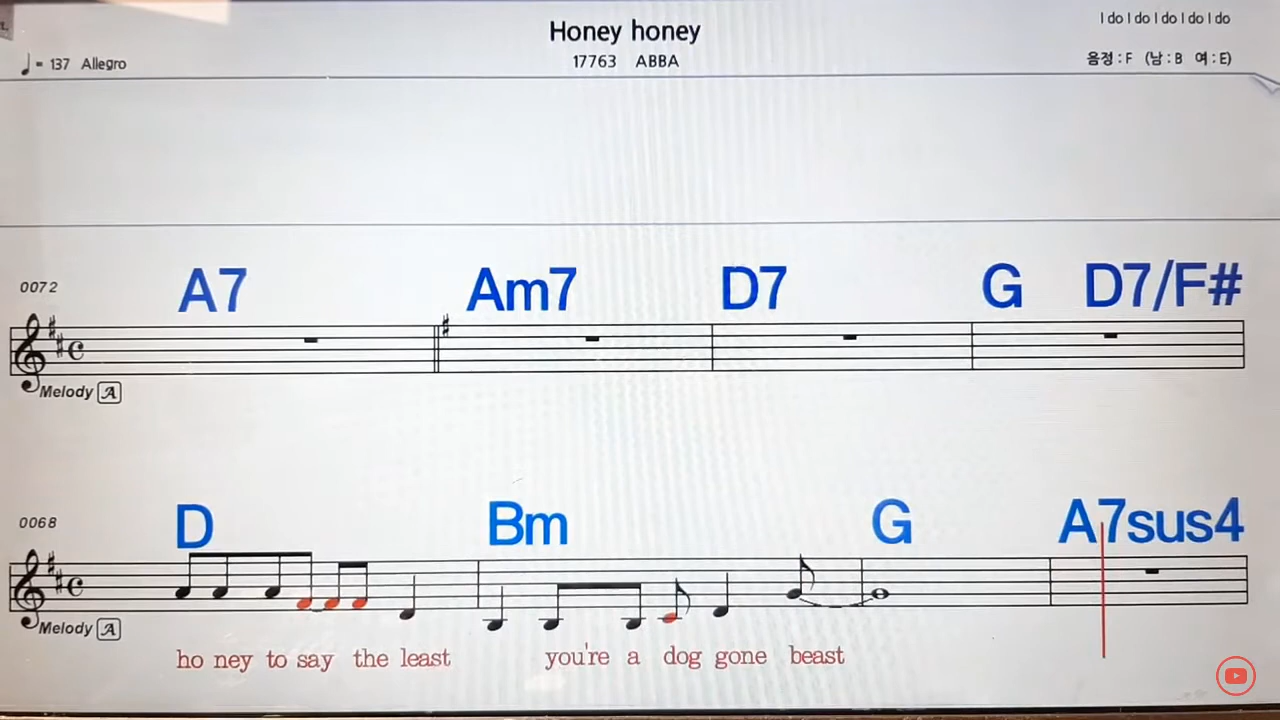 Honey honey
I do I do I do I do I do
♩= 137 Allegro
17763 ABBA
음정 : F (남 : B 여 : E)
0072
A7 Am7 D7 G D7/F#
Melody A
0068
D Bm G A7sus4
Melody A
ho ney to say the least you're a dog gone beast